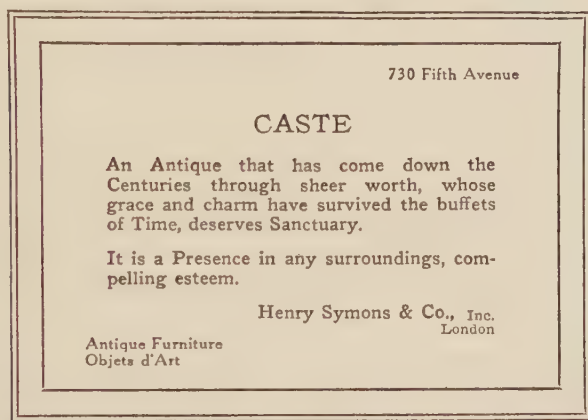 730 Fifth Avenue
CASTE
An Antique that has come down the
Centuries through sheer worth, whose
grace and charm have survived the buffets
of Time, deserves Sanctuary.
It is a Presence in any surroundings, com-
pelling esteem.
Henry Symons & Co., Inc.
London
Antique Furniture
Objets d'Art